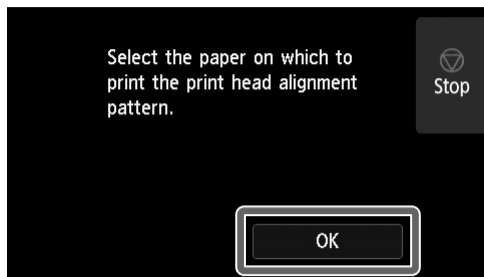 Select the paper on which to
print the print head alignment
pattern.
Stop
OK